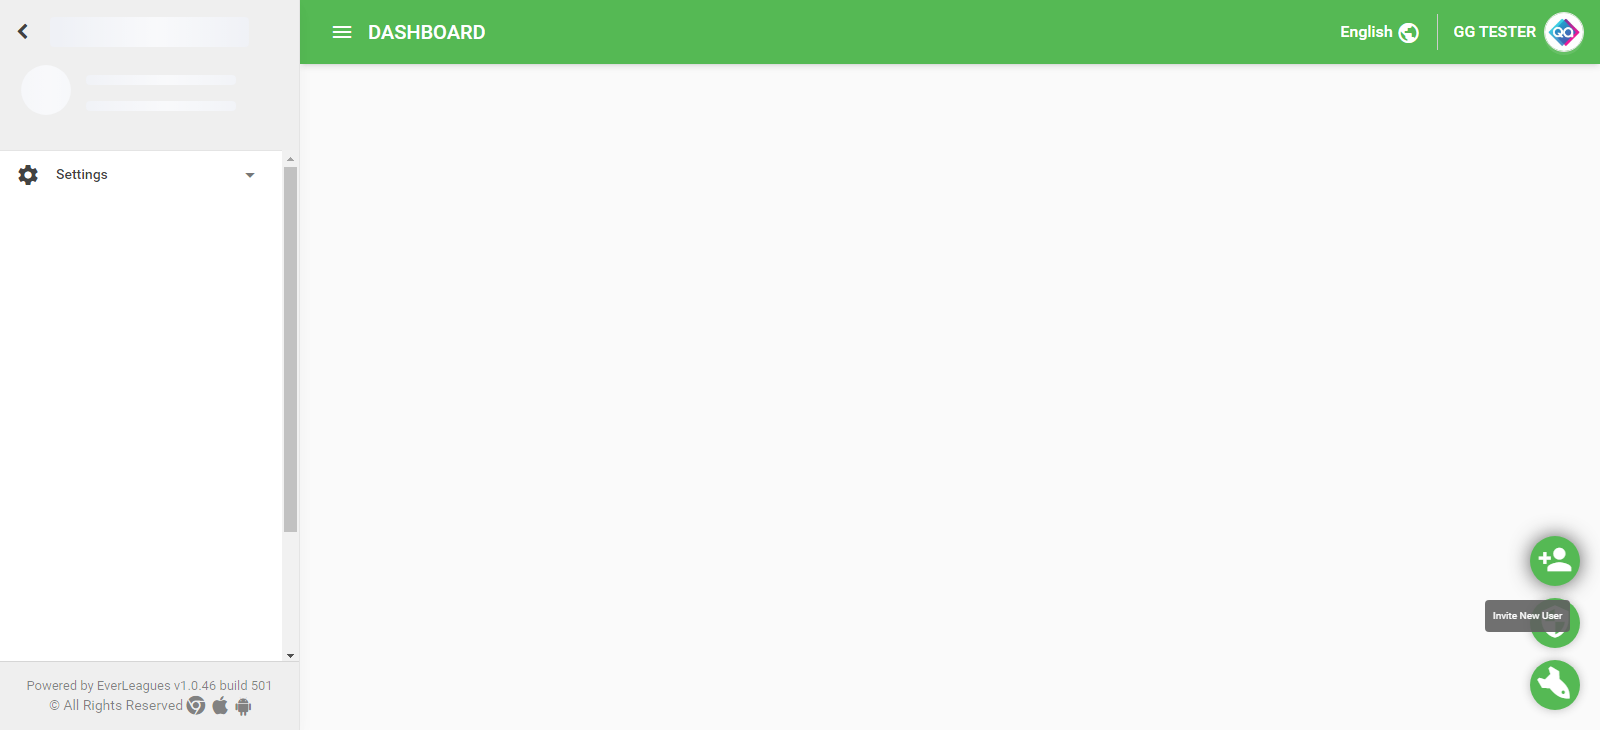 DASHBOARD
English
GG TESTER
QA
Settings
Invite New User
Powered by EverLeagues v1.0.46 build 501
© All Rights Reserved